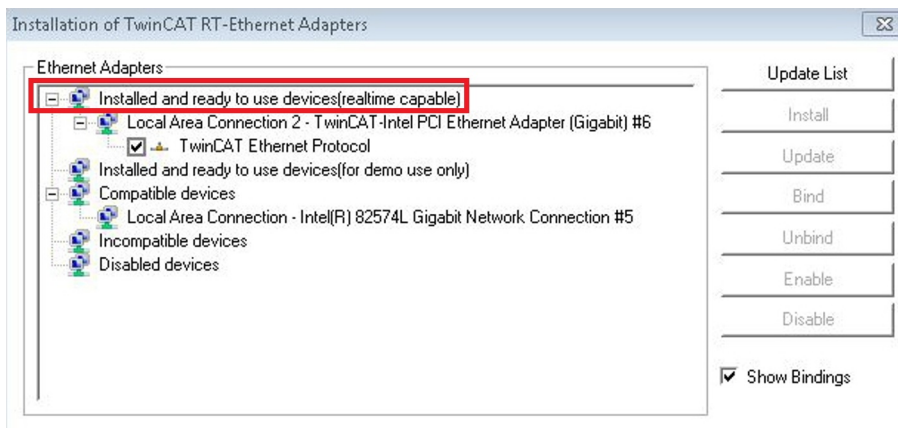 Installation of TwinCAT RT-Ethernet Adapters
Ethernet Adapters
Installed and ready to use devices(realtime capable)
Local Area Connection 2 - TwinCAT-Intel PCI Ethernet Adapter (Gigabit) #6
TwinCAT Ethernet Protocol
Installed and ready to use devices(for demo use only)
Compatible devices
Local Area Connection - Intel(R) 82574L Gigabit Network Connection #5
Incompatible devices
Disabled devices
Update List
Install
Update
Bind
Unbind
Enable
Disable
Show Bindings